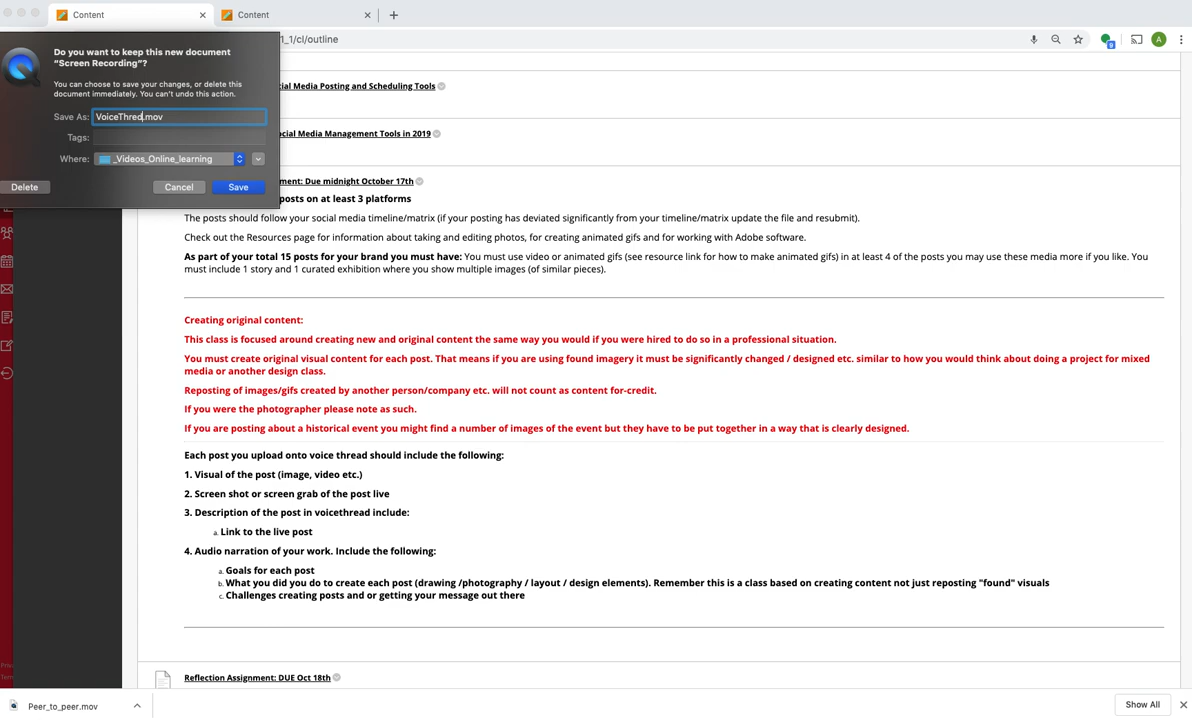 Content
Content
1_1/cl/outline
9
A
Do you want to keep this new document
“Screen Recording”?
You can choose to save your changes, or delete this
document immediately. You can’t undo this action.
Save As: VoiceThred.mov
Tags:
Where: _Videos_Online_learning
Delete Cancel Save
ial Media Posting and Scheduling Tools
ocial Media Management Tools in 2019
ment: Due midnight October 17th
posts on at least 3 platforms
The posts should follow your social media timeline/matrix (if your posting has deviated significantly from your timeline/matrix update the file and resubmit).
Check out the Resources page for information about taking and editing photos, for creating animated gifs and for working with Adobe software.
As part of your total 15 posts for your brand you must have: You must use video or animated gifs (see resource link for how to make animated gifs) in at least 4 of the posts you may use these media more if you like. You
must include 1 story and 1 curated exhibition where you show multiple images (of similar pieces).
Creating original content:
This class is focused around creating new and original content the same way you would if you were hired to do so in a professional situation.
You must create original visual content for each post. That means if you are using found imagery it must be significantly changed / designed etc. similar to how you would think about doing a project for mixed
media or another design class.
Reposting of images/gifs created by another person/company etc. will not count as content for-credit.
If you were the photographer please note as such.
If you are posting about a historical event you might find a number of images of the event but they have to be put together in a way that is clearly designed.
Each post you upload onto voice thread should include the following:
1. Visual of the post (image, video etc.)
2. Screen shot or screen grab of the post live
3. Description of the post in voicethread include:
a. Link to the live post
4. Audio narration of your work. Include the following:
a. Goals for each post
b. What you did you do to create each post (drawing /photography / layout / design elements). Remember this is a class based on creating content not just reposting "found" visuals
c. Challenges creating posts and or getting your message out there
Reflection Assignment: DUE Oct 18th
Priva
Term
Peer_to_peer.mov
Show All